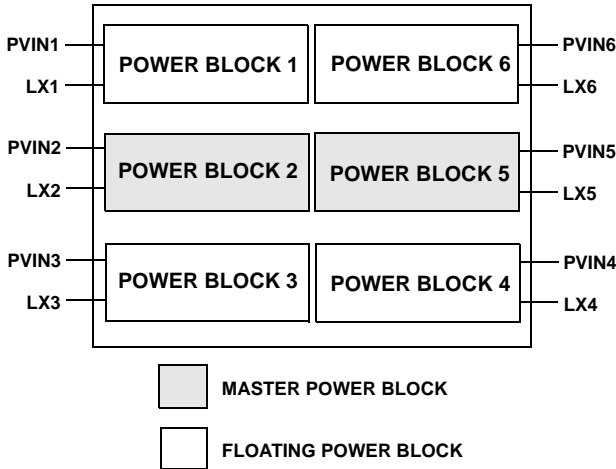 PVIN1
POWER BLOCK 1
POWER BLOCK 6
PVIN6
LX1
LX6
PVIN2
POWER BLOCK 2
POWER BLOCK 5
PVIN5
LX2
LX5
PVIN3
POWER BLOCK 3
POWER BLOCK 4
PVIN4
LX3
LX4
MASTER POWER BLOCK
FLOATING POWER BLOCK